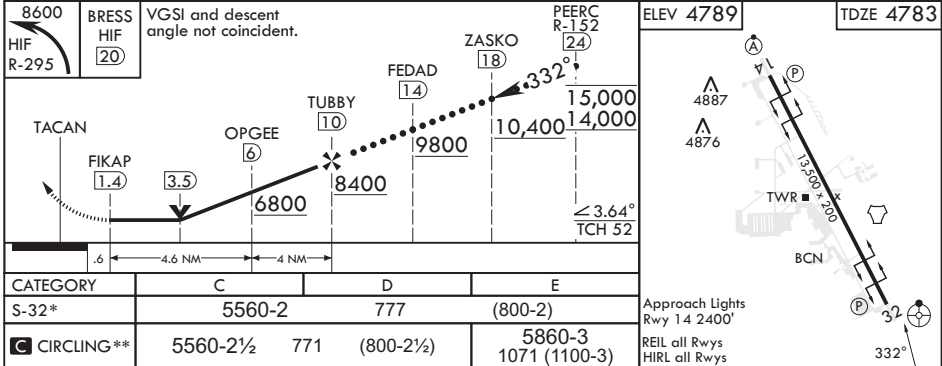 8600
HIF
R-295
BRESS
HIF
20
VGSI and descent
angle not coincident.
PEERC
R-152
24
ZASKO
18
332°
FEDAD
14
15,000
14,000
TUBBY
10
10,400
TACAN
OPGEE
6
9800
FIKAP
1.4
3.5
8400
6800
3.64°
TCH 52
.6
4.6 NM
4 NM
CATEGORY C D E
S-32* 5560-2 777 (800-2)
C CIRCLING** 5560-2½ 771 (800-2½) 5860-3
1071 (1100-3)
ELEV 4789
TDZE 4783
A
P
4887
4876
13,500 x 200
TWR
x
BCN
P
32
Approach Lights
Rwy 14 2400'
REIL all Rwys
HIRL all Rwys
332°